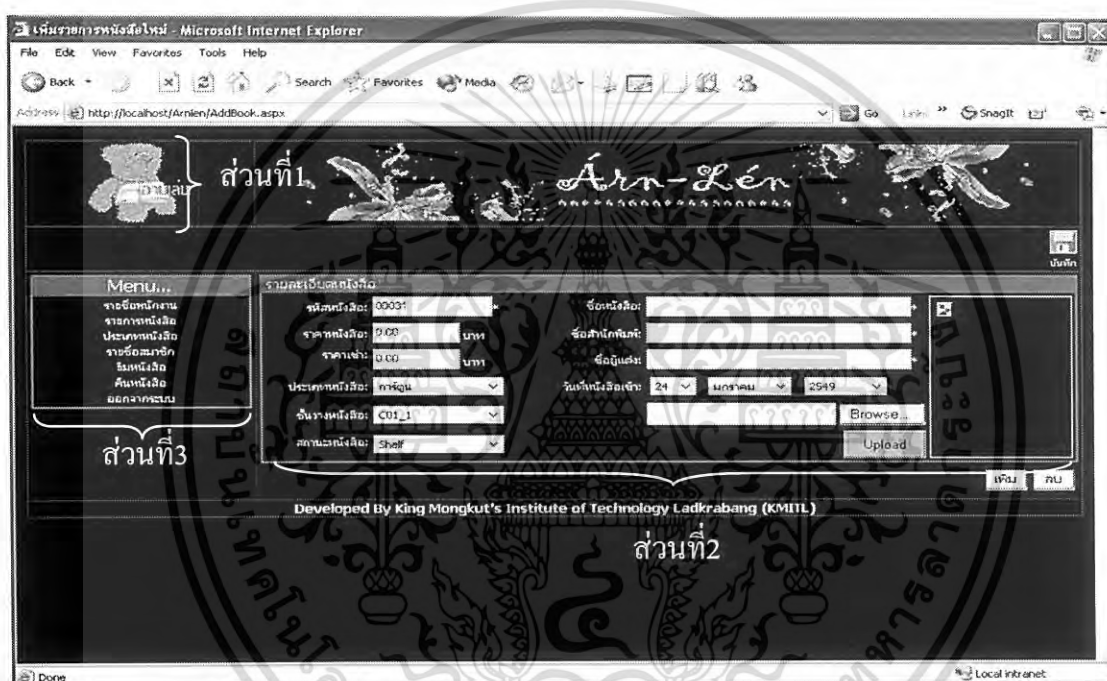 เพิ่มรายการหนังสือใหม่ - Microsoft Internet Explorer
File Edit View Favorites Tools Help
Back Search Favorites Media
Address http://localhost/Arnlen/AddBook.aspx Go Links » SnagIt
อ่านเล่น
ส่วนที่1
Árn-Lén
บันทึก
Menu...
รายชื่อพนักงาน
รายการหนังสือ
ประเภทหนังสือ
รายชื่อสมาชิก
ยืมหนังสือ
คืนหนังสือ
ออกจากระบบ
ส่วนที่3
รายละเอียดหนังสือ
รหัสหนังสือ: 00031 * ชื่อหนังสือ: *
ราคาหนังสือ: 0.00 บาท ชื่อสำนักพิมพ์: *
ราคาเช่า: 0.00 บาท ชื่อผู้แต่ง: *
ประเภทหนังสือ: การ์ตูน วันที่หนังสือเข้า: 24 มกราคม 2549
ชั้นวางหนังสือ: C01_1 Browse...
สถานะหนังสือ: Shelf Upload
เพิ่ม ลบ
Developed By King Mongkut's Institute of Technology Ladkrabang (KMITL)
ส่วนที่2
Done Local intranet